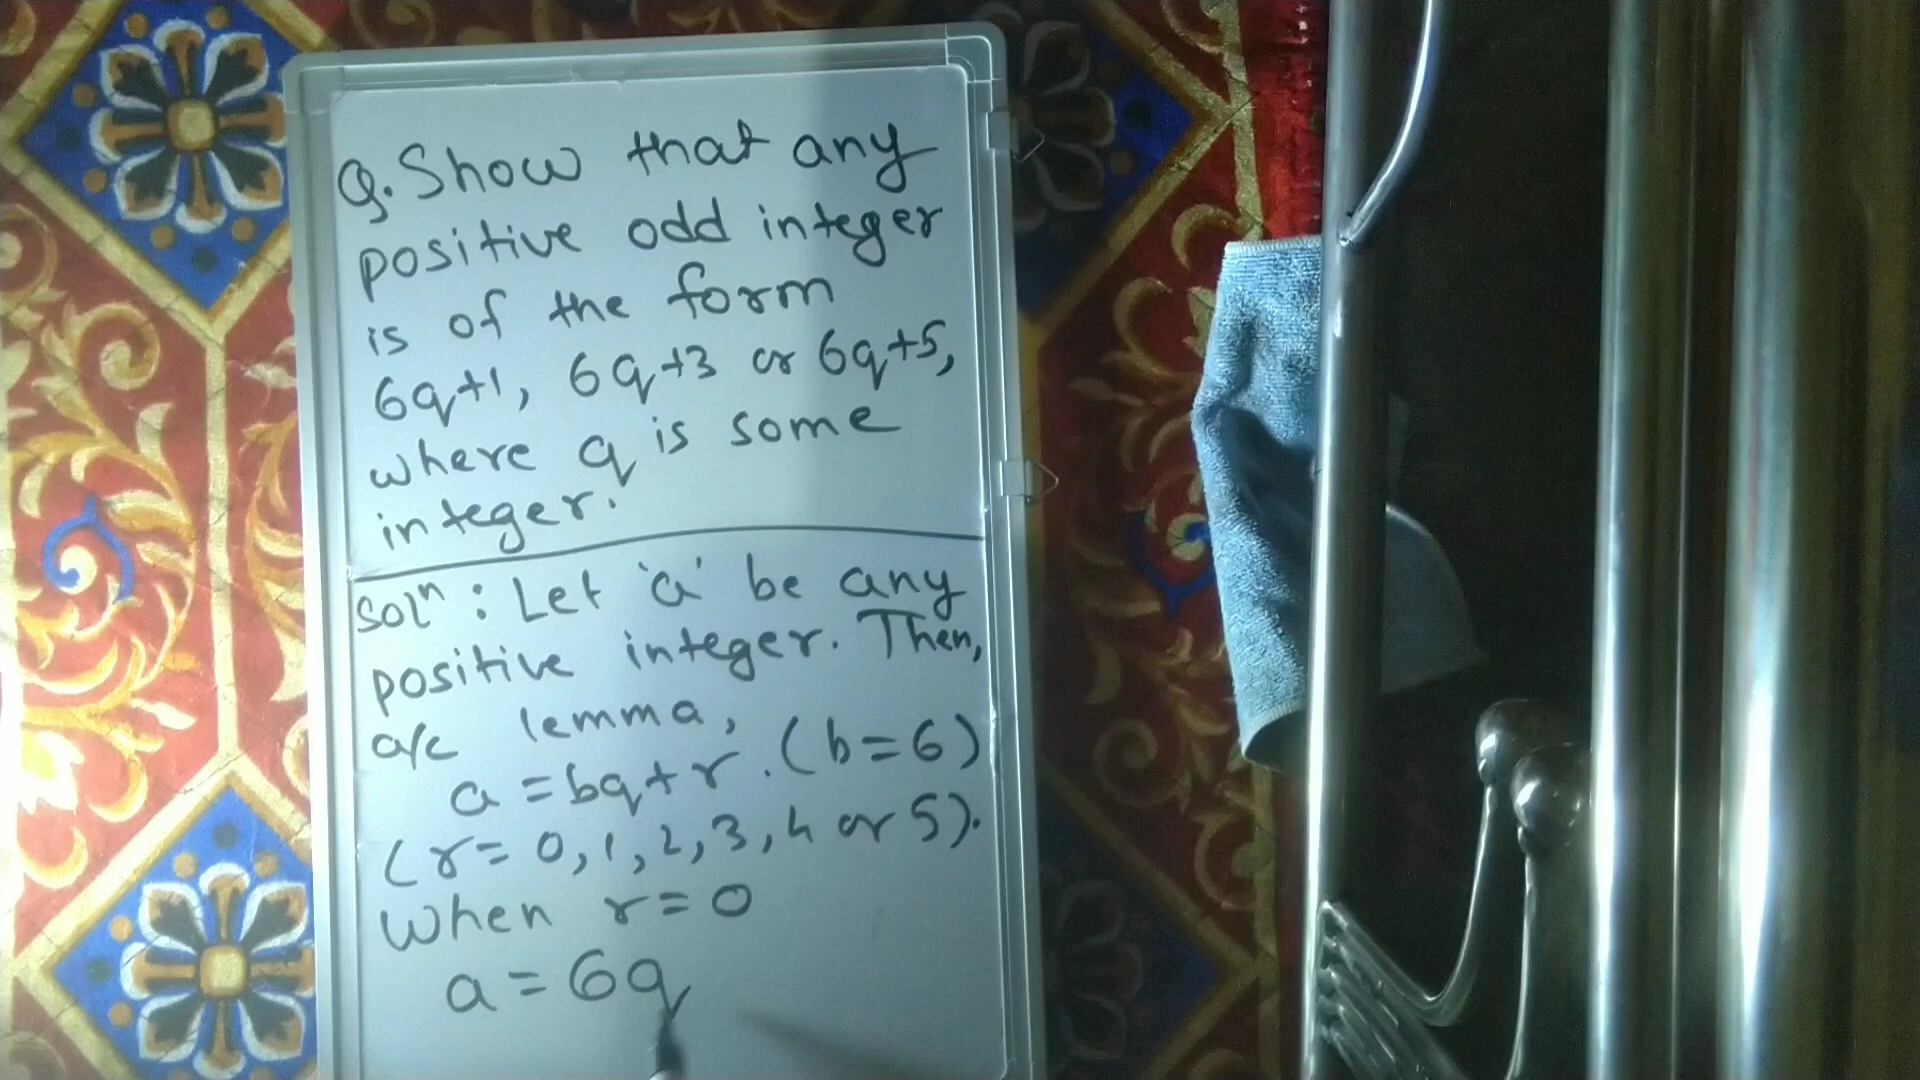 Q. Show that any
positive odd integer
is of the form
6q+1, 6q+3 or 6q+5,
where q is some
integer.
Solⁿ : Let 'a' be any
positive integer. Then,
a/c lemma,
a = bq+r. (b=6)
(r= 0,1,2,3,4 or 5).
When r=0
a = 6q